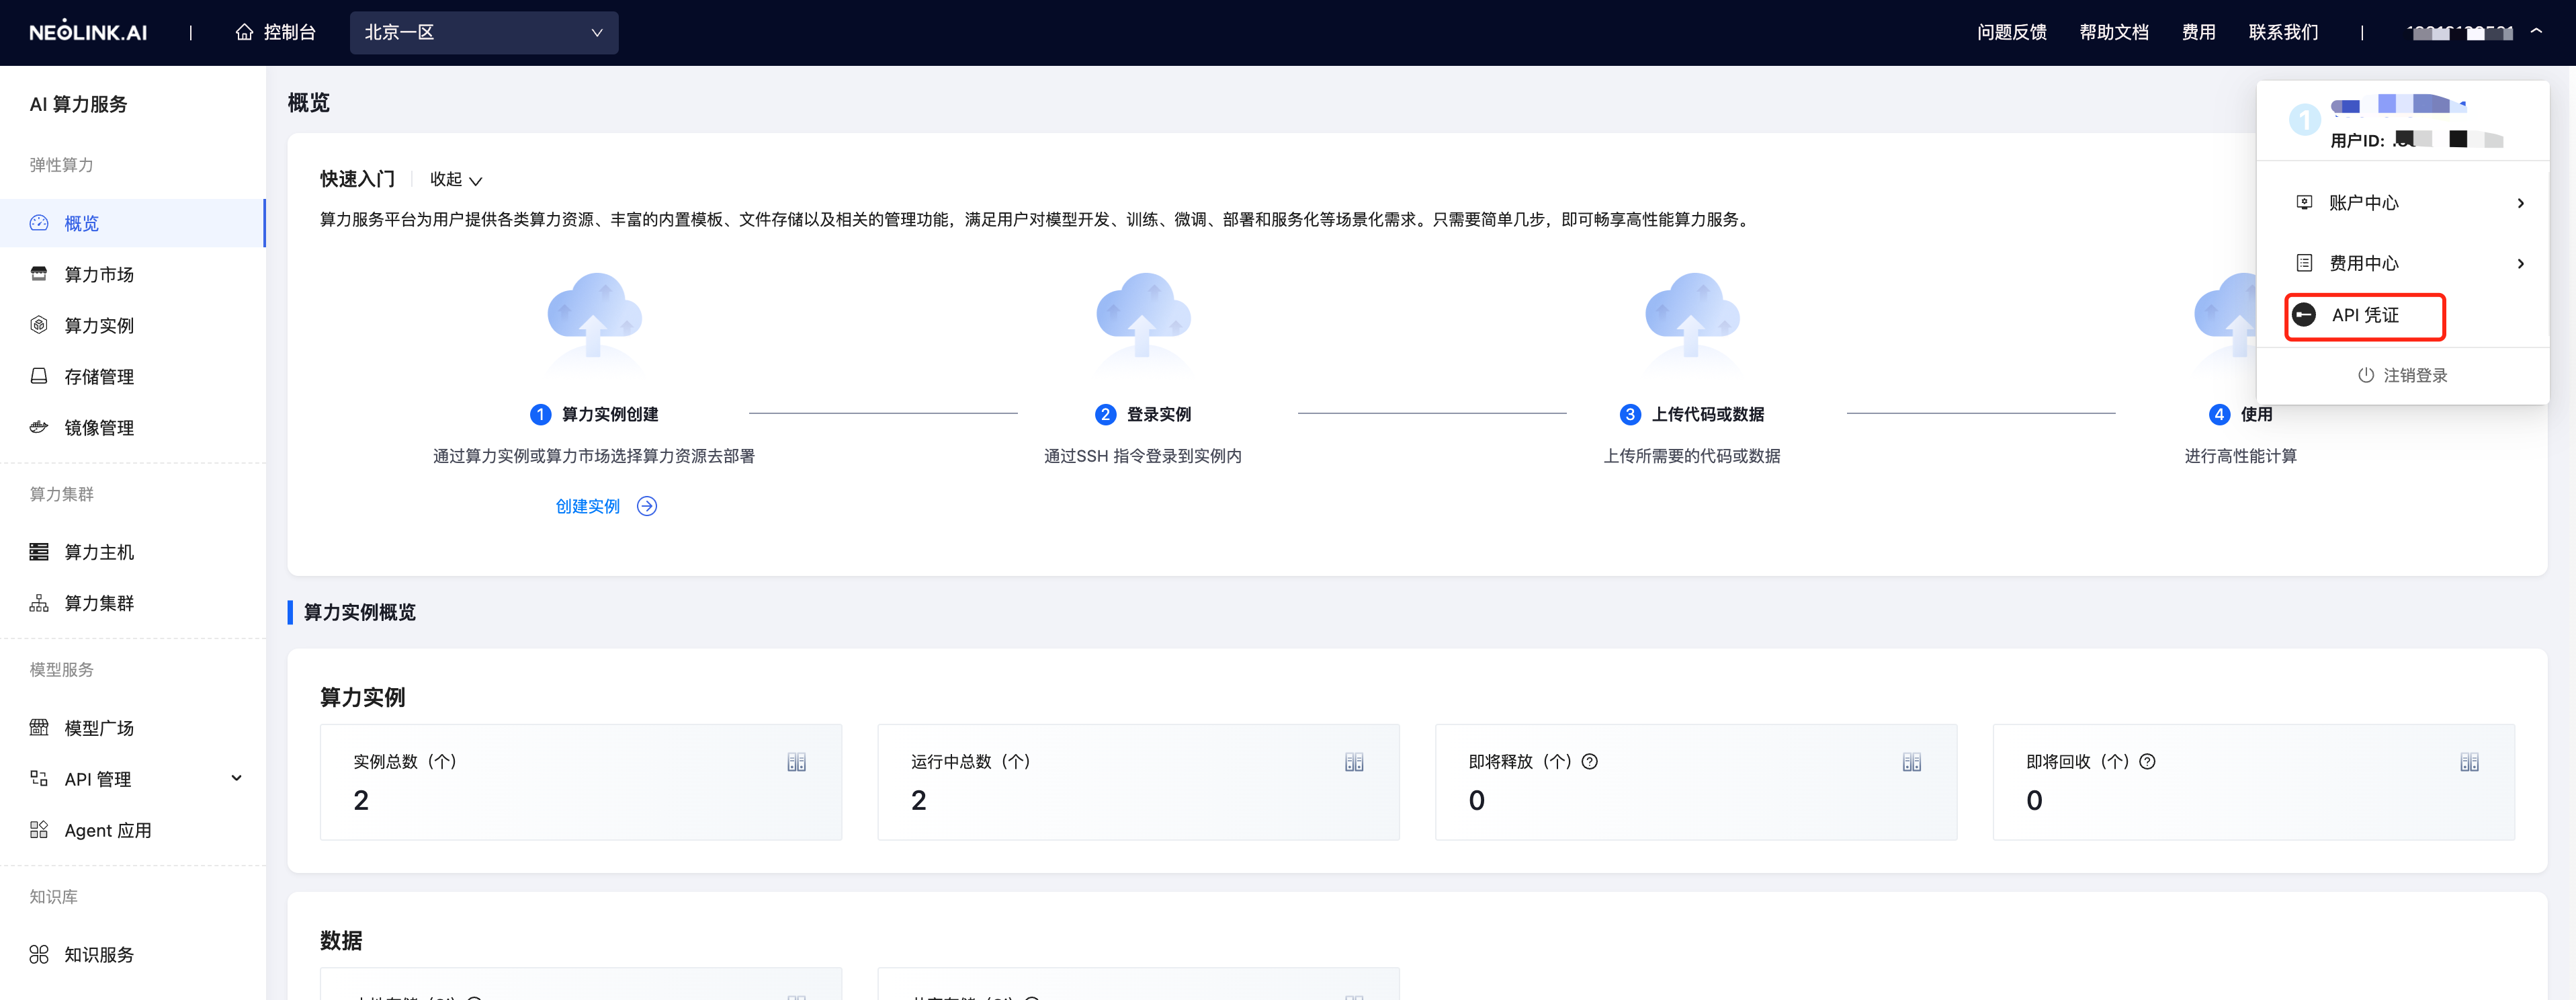 NEOLINK.AI
控制台
北京一区
问题反馈 帮助文档 费用 联系我们
AI 算力服务
弹性算力
概览
算力市场
算力实例
存储管理
镜像管理
算力集群
算力主机
算力集群
模型服务
模型广场
API 管理
Agent 应用
知识库
知识服务
概览
快速入门 收起
算力服务平台为用户提供各类算力资源、丰富的内置模板、文件存储以及相关的管理功能，满足用户对模型开发、训练、微调、部署和服务化等场景化需求。只需要简单几步，即可畅享高性能算力服务。
1 算力实例创建
通过算力实例或算力市场选择算力资源去部署
创建实例
2 登录实例
通过SSH 指令登录到实例内
3 上传代码或数据
上传所需要的代码或数据
4 使用
进行高性能计算
算力实例概览
算力实例
实例总数（个）
2
运行中总数（个）
2
即将释放（个）
0
即将回收（个）
0
数据
1
用户ID:
账户中心
费用中心
API 凭证
注销登录